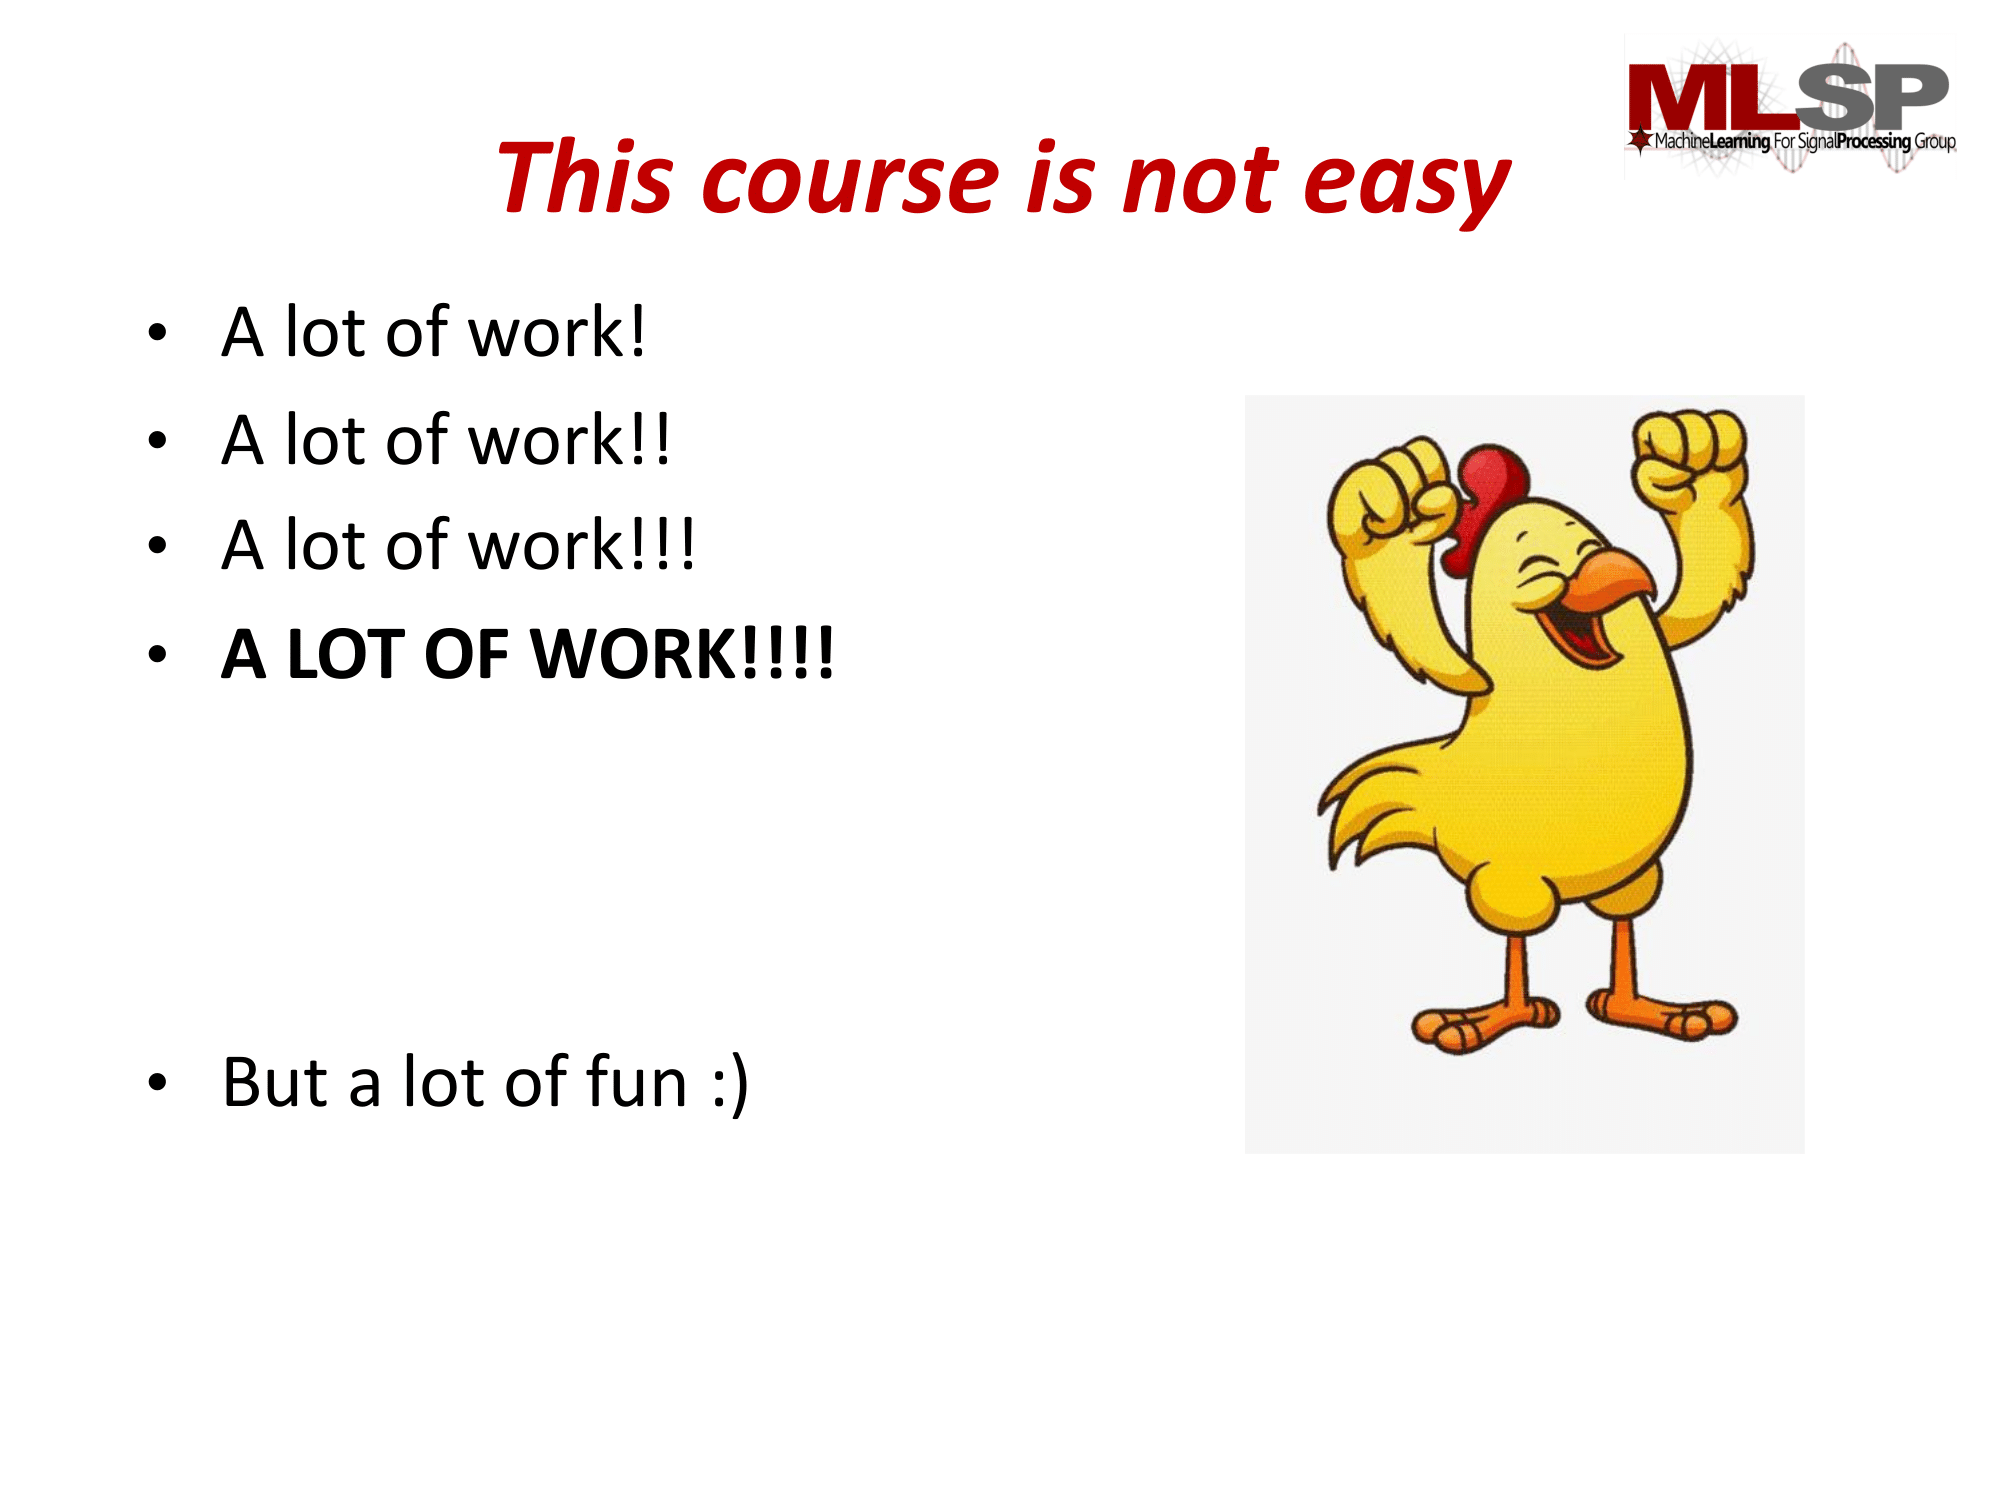 MLSP
MachineLearning For SignalProcessing Group
This course is not easy
• A lot of work!
• A lot of work!!
• A lot of work!!!
• A LOT OF WORK!!!!
• But a lot of fun :)